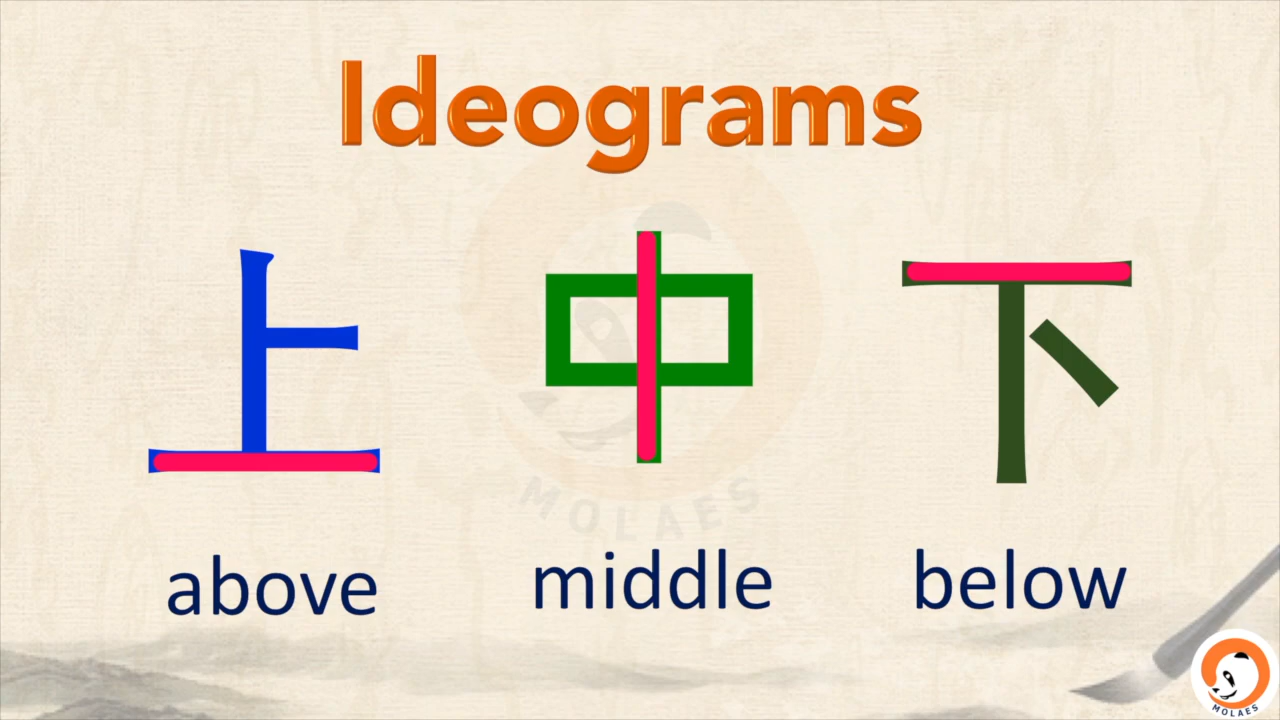 Ideograms
上 中 下
above middle below
MOLAES
MOLAES